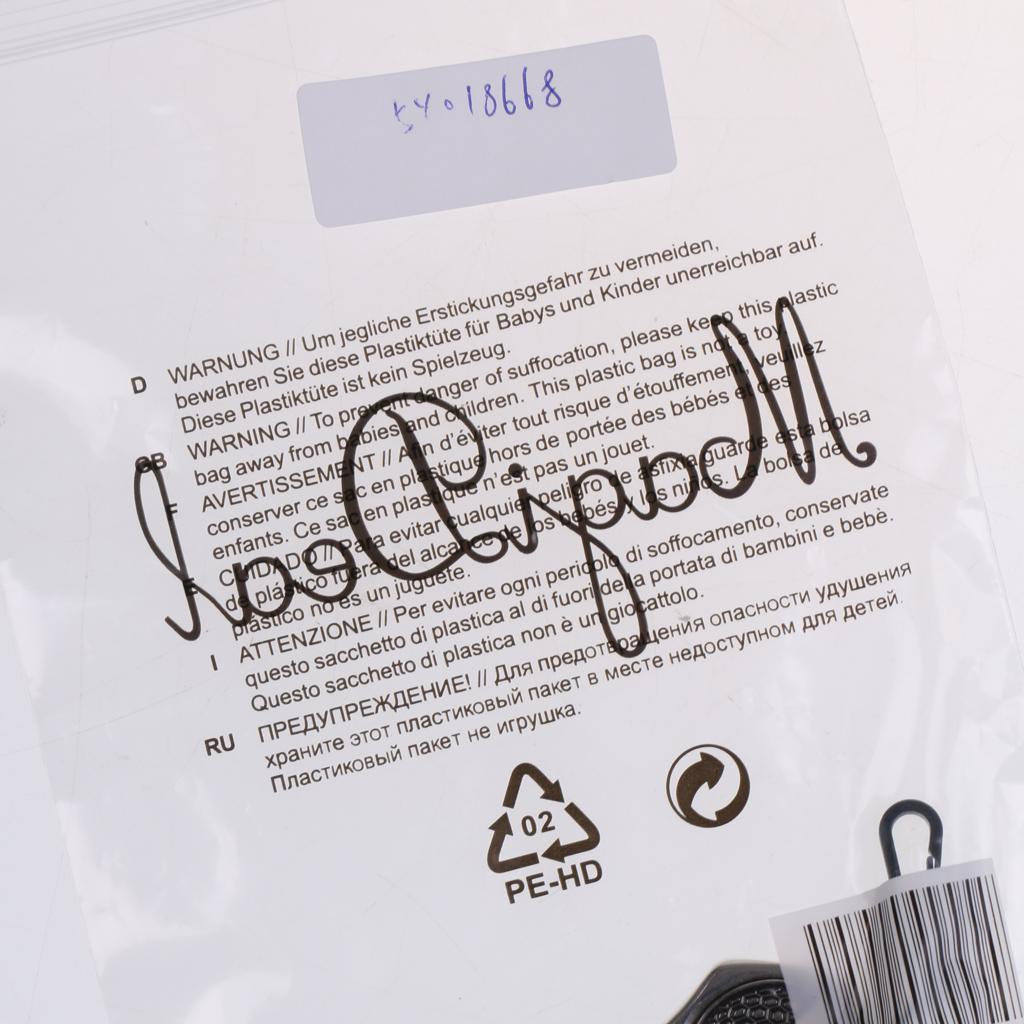 54018668
D WARNUNG // Um jegliche Erstickungsgefahr zu vermeiden,
bewahren Sie diese Plastiktüte für Babys und Kinder unerreichbar auf.
Diese Plastiktüte ist kein Spielzeug.
GB WARNING // To prevent danger of suffocation, please keep this plastic
bag away from babies and children. This plastic bag is not a toy.
F AVERTISSEMENT // Afin d'éviter tout risque d'étouffement, veuillez
conserver ce sac en plastique hors de portée des bébés et des
enfants. Ce sac en plastique n'est pas un jouet.
E CUIDADO // Para evitar cualquier peligro de asfixia guarde esta bolsa
de plástico fuera del alcance de los bebés y los niños. La bolsa de
plástico no es un juguete.
I ATTENZIONE // Per evitare ogni pericolo di soffocamento, conservate
questo sacchetto di plastica al di fuori della portata di bambini e bebè.
Questo sacchetto di plastica non è un giocattolo.
RU ПРЕДУПРЕЖДЕНИЕ! // Для предотвращения опасности удушения
храните этот пластиковый пакет в месте недоступном для детей.
Пластиковый пакет не игрушка.
02
PE-HD